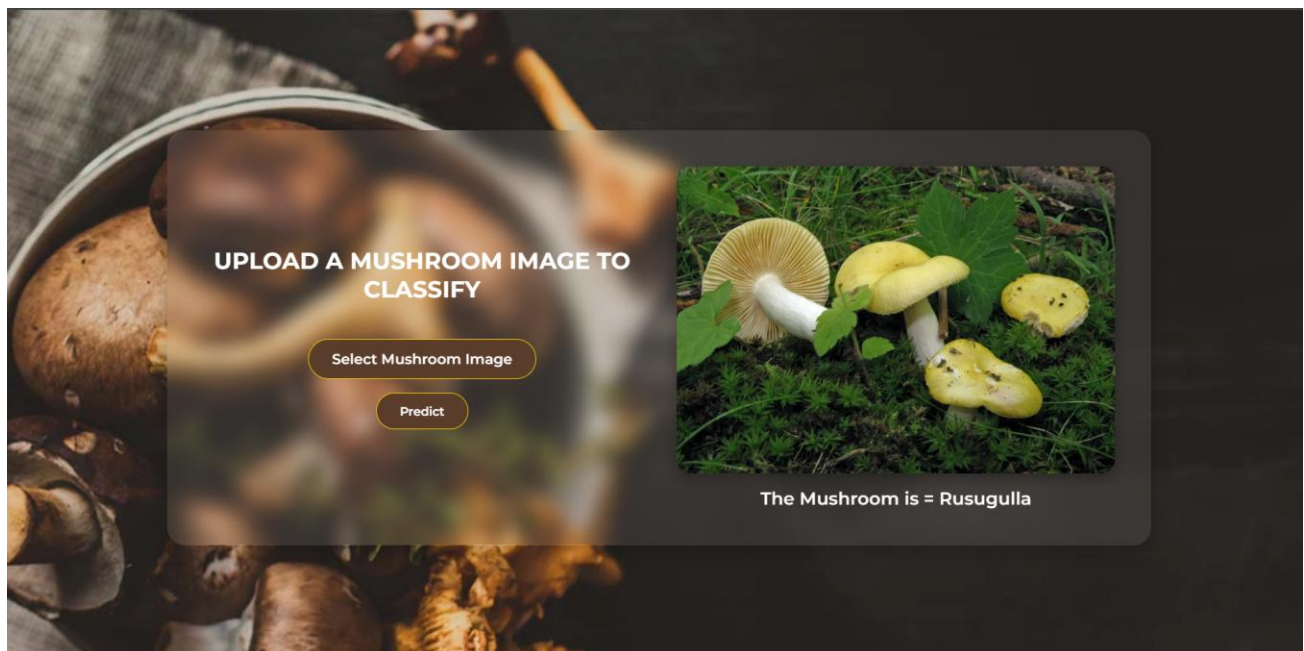 UPLOAD A MUSHROOM IMAGE TO
CLASSIFY
Select Mushroom Image
Predict
The Mushroom is = Rusugulla